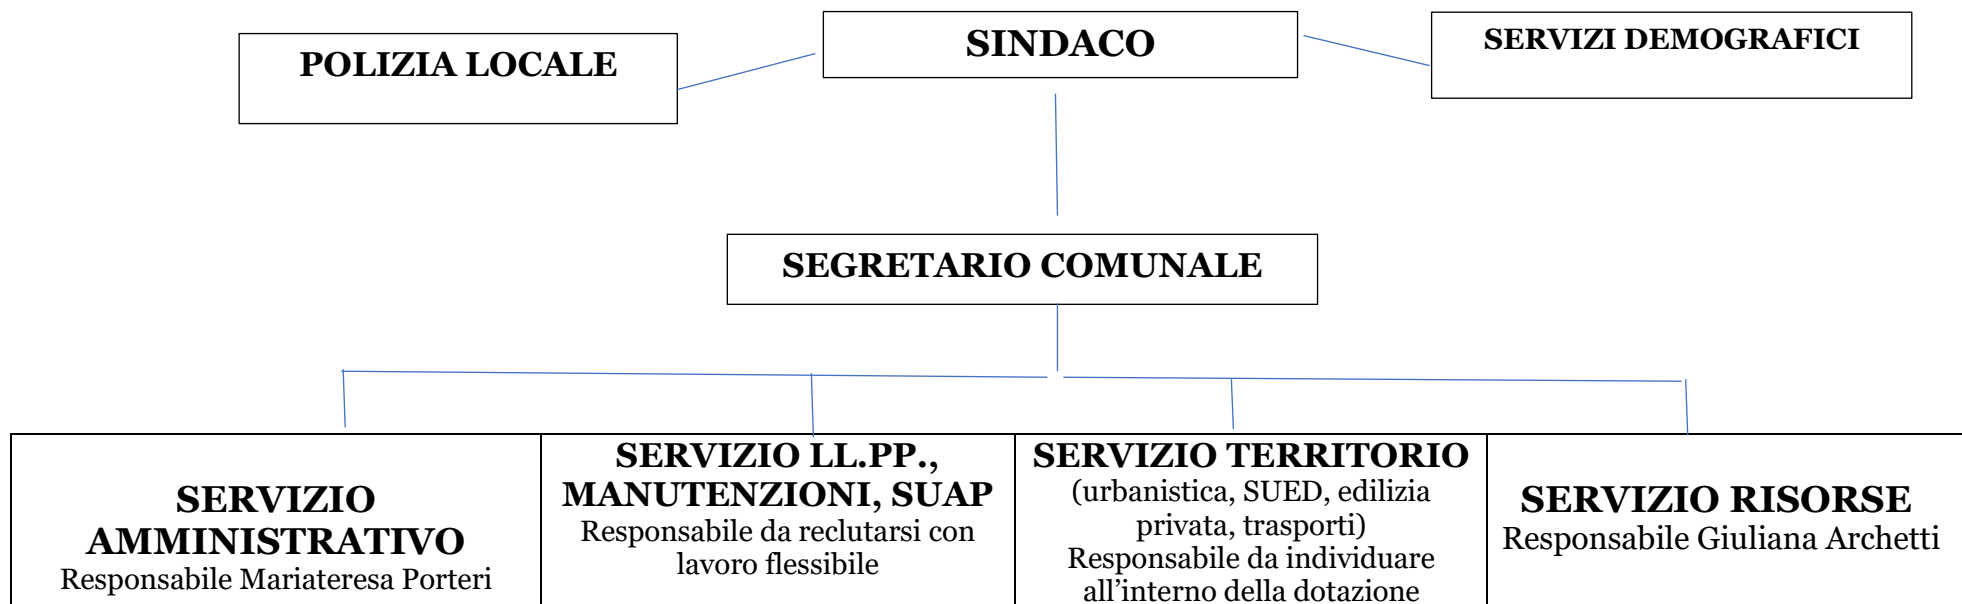 POLIZIA LOCALE
SINDACO
SERVIZI DEMOGRAFICI
SEGRETARIO COMUNALE
SERVIZIO
AMMINISTRATIVO
Responsabile Mariateresa Porteri
SERVIZIO LL.PP.,
MANUTENZIONI, SUAP
Responsabile da reclutarsi con
lavoro flessibile
SERVIZIO TERRITORIO
(urbanistica, SUED, edilizia
privata, trasporti)
Responsabile da individuare
all’interno della dotazione
SERVIZIO RISORSE
Responsabile Giuliana Archetti